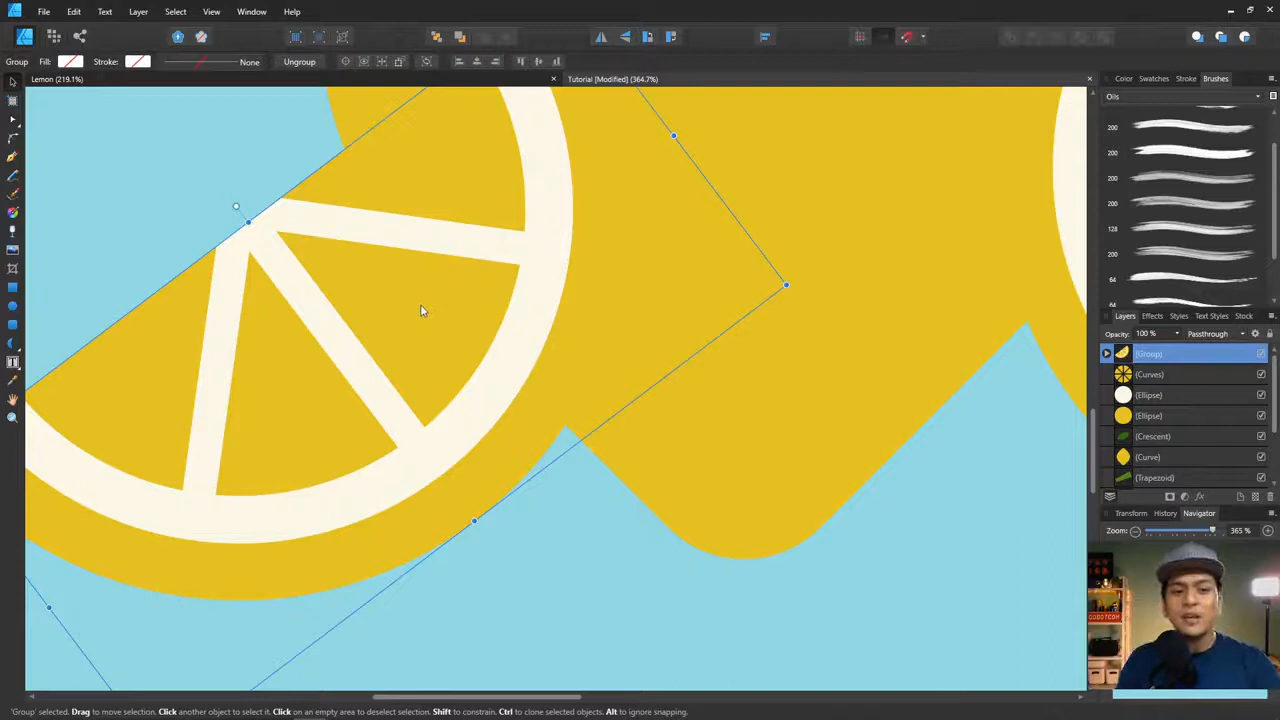 File Edit Text Layer Select View Window Help
Group Fill: Stroke: None Ungroup
Lemon (219.1%) Tutorial [Modified] (364.7%)
Color Swatches Stroke Brushes
Oils
200
200
200
200
128
200
64
64
Layers Effects Styles Text Styles Stock
Opacity: 100 % Passthrough
(Group)
(Curves)
(Ellipse)
(Ellipse)
(Crescent)
(Curve)
(Trapezoid)
Transform History Navigator
Zoom: 365 %
'Group' selected. Drag to move selection. Click another object to select it. Click on an empty area to deselect selection. Shift to constrain. Ctrl to clone selected objects. Alt to ignore snapping.